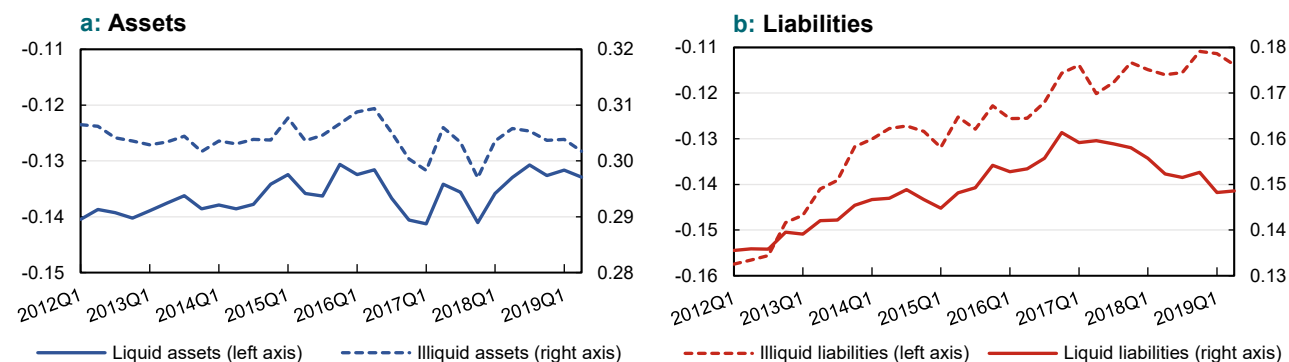 a: Assets
-0.11
-0.12
-0.13
-0.14
-0.15
0.32
0.31
0.30
0.29
0.28
2012Q1
2013Q1
2014Q1
2015Q1
2016Q1
2017Q1
2018Q1
2019Q1
Liquid assets (left axis)
Illiquid assets (right axis)
b: Liabilities
-0.11
-0.12
-0.13
-0.14
-0.15
-0.16
0.18
0.17
0.16
0.15
0.14
0.13
2012Q1
2013Q1
2014Q1
2015Q1
2016Q1
2017Q1
2018Q1
2019Q1
Illiquid liabilities (left axis)
Liquid liabilities (right axis)